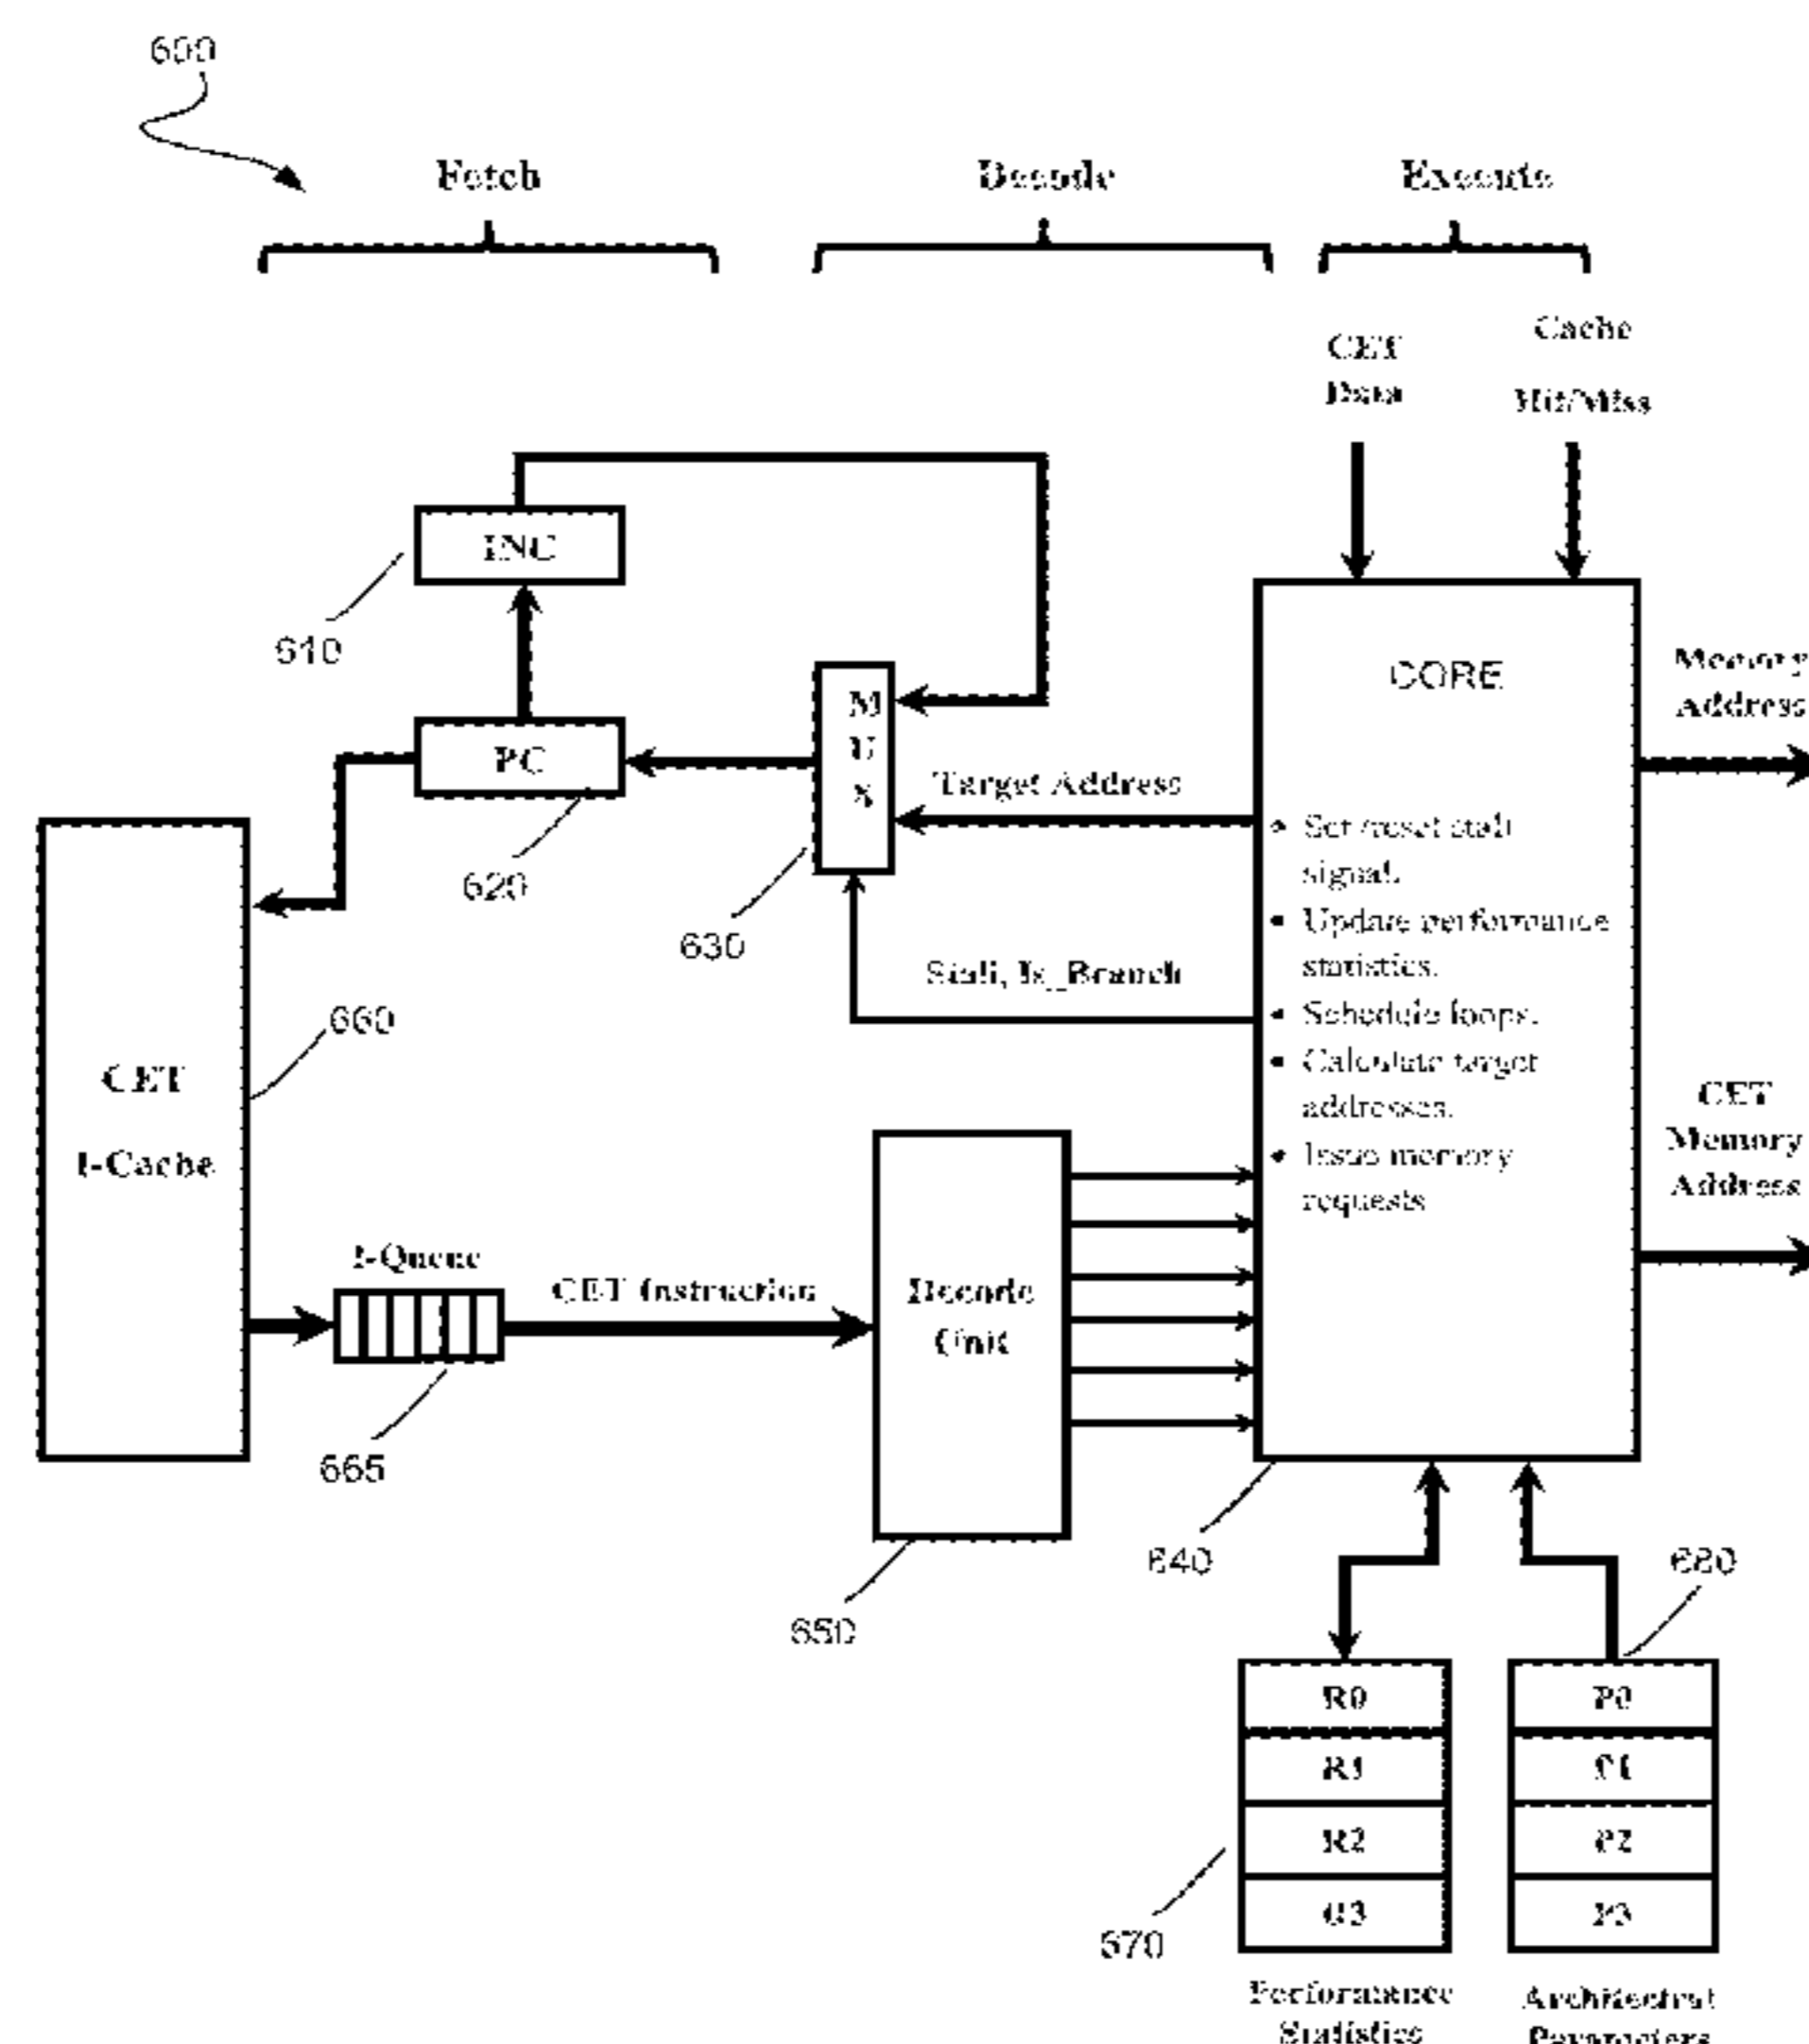 600
Fetch
Decode
Execute
CET
Data
Cache
Hit/Miss
INC
610
PC
620
M
U
X
630
Target Address
Stall, Is_Branch
CORE
• Set /reset stall
signal.
• Update performance
statistics.
• Schedule loops.
• Calculate target
addresses.
• Issue memory
requests
Memory
Address
CET
Memory
Address
CET
I-Cache
660
I-Queue
665
CET Instruction
Decode
Unit
650
640
680
R0
R1
R2
R3
P0
P1
P2
P3
670
Performance
Statistics
Architectral
Parameters